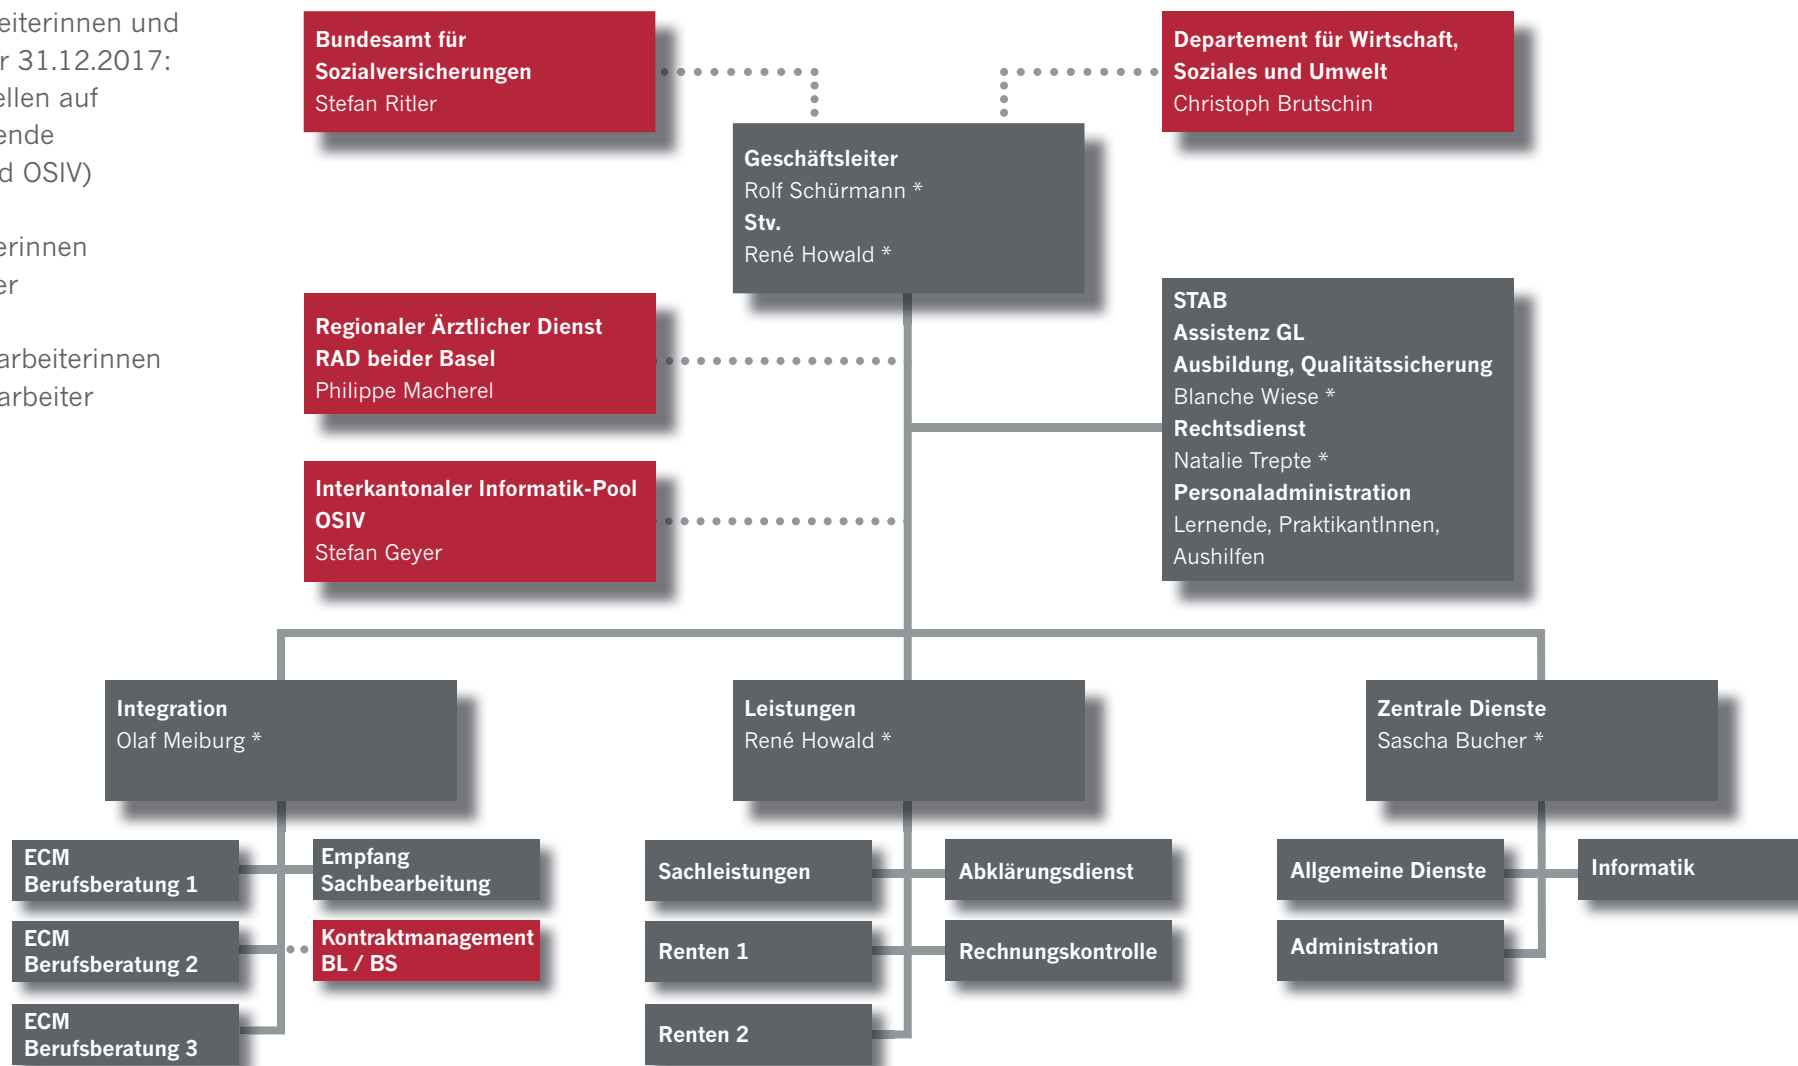 eiterinnen und
r 31.12.2017:
ellen auf
ende
d OSIV)
erinnen
er
arbeiterinnen
arbeiter
Bundesamt für
Sozialversicherungen
Stefan Ritler
Departement für Wirtschaft,
Soziales und Umwelt
Christoph Brutschin
Geschäftsleiter
Rolf Schürmann *
Stv.
René Howald *
Regionaler Ärztlicher Dienst
RAD beider Basel
Philippe Macherel
STAB
Assistenz GL
Ausbildung, Qualitätssicherung
Blanche Wiese *
Rechtsdienst
Natalie Trepte *
Personaladministration
Lernende, PraktikantInnen,
Aushilfen
Interkantonaler Informatik-Pool
OSIV
Stefan Geyer
Integration
Olaf Meiburg *
Leistungen
René Howald *
Zentrale Dienste
Sascha Bucher *
ECM
Berufsberatung 1
Empfang
Sachbearbeitung
ECM
Berufsberatung 2
Kontraktmanagement
BL / BS
ECM
Berufsberatung 3
Sachleistungen
Abklärungsdienst
Renten 1
Rechnungskontrolle
Renten 2
Allgemeine Dienste
Informatik
Administration